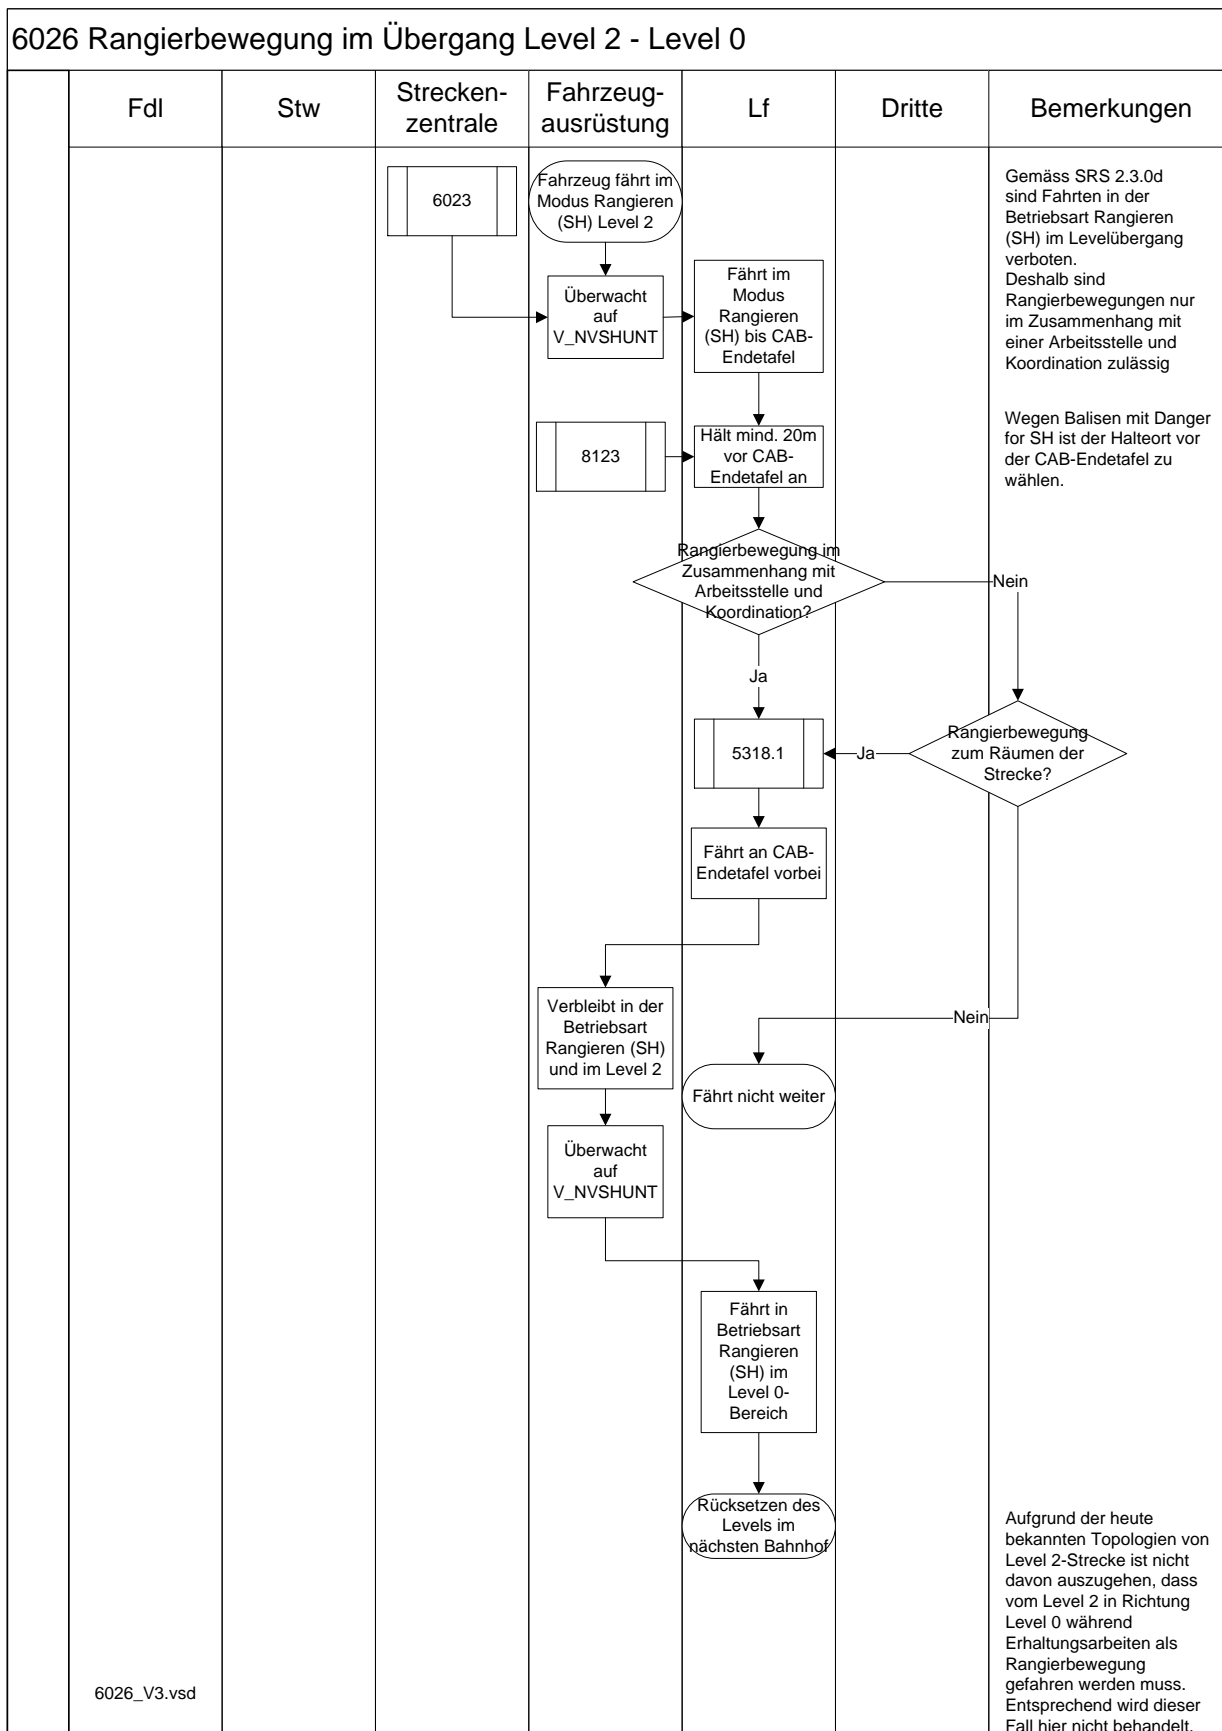 6026 Rangierbewegung im Übergang Level 2 - Level 0
Fdl
Stw
Strecken-
zentrale
Fahrzeug-
ausrüstung
Lf
Dritte
Bemerkungen
6023
Fahrzeug fährt im
Modus Rangieren
(SH) Level 2
Gemäss SRS 2.3.0d
sind Fahrten in der
Betriebsart Rangieren
(SH) im Levelübergang
verboten.
Deshalb sind
Rangierbewegungen nur
im Zusammenhang mit
einer Arbeitsstelle und
Koordination zulässig
Überwacht
auf
V_NVSHUNT
Fährt im
Modus
Rangieren
(SH) bis CAB-
Endetafel
8123
Hält mind. 20m
vor CAB-
Endetafel an
Wegen Balisen mit Danger
for SH ist der Halteort vor
der CAB-Endetafel zu
wählen.
Rangierbewegung im
Zusammenhang mit
Arbeitsstelle und
Koordination?
Nein
Ja
5318.1
Ja
Rangierbewegung
zum Räumen der
Strecke?
Fährt an CAB-
Endetafel vorbei
Verbleibt in der
Betriebsart
Rangieren (SH)
und im Level 2
Nein
Fährt nicht weiter
Überwacht
auf
V_NVSHUNT
Fährt in
Betriebsart
Rangieren
(SH) im
Level 0-
Bereich
Rücksetzen des
Levels im
nächsten Bahnhof
Aufgrund der heute
bekannten Topologien von
Level 2-Strecke ist nicht
davon auszugehen, dass
vom Level 2 in Richtung
Level 0 während
Erhaltungsarbeiten als
Rangierbewegung
gefahren werden muss.
Entsprechend wird dieser
Fall hier nicht behandelt.
6026_V3.vsd